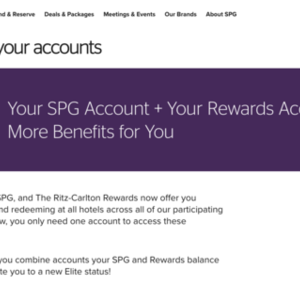 nd & Reserve Deals & Packages Meetings & Events Our Brands About SPG
your accounts
Your SPG Account + Your Rewards Acc
More Benefits for You
SPG, and The Ritz-Carlton Rewards now offer you
nd redeeming at all hotels across all of our participating
w, you only need one account to access these
you combine accounts your SPG and Rewards balance
te you to a new Elite status!